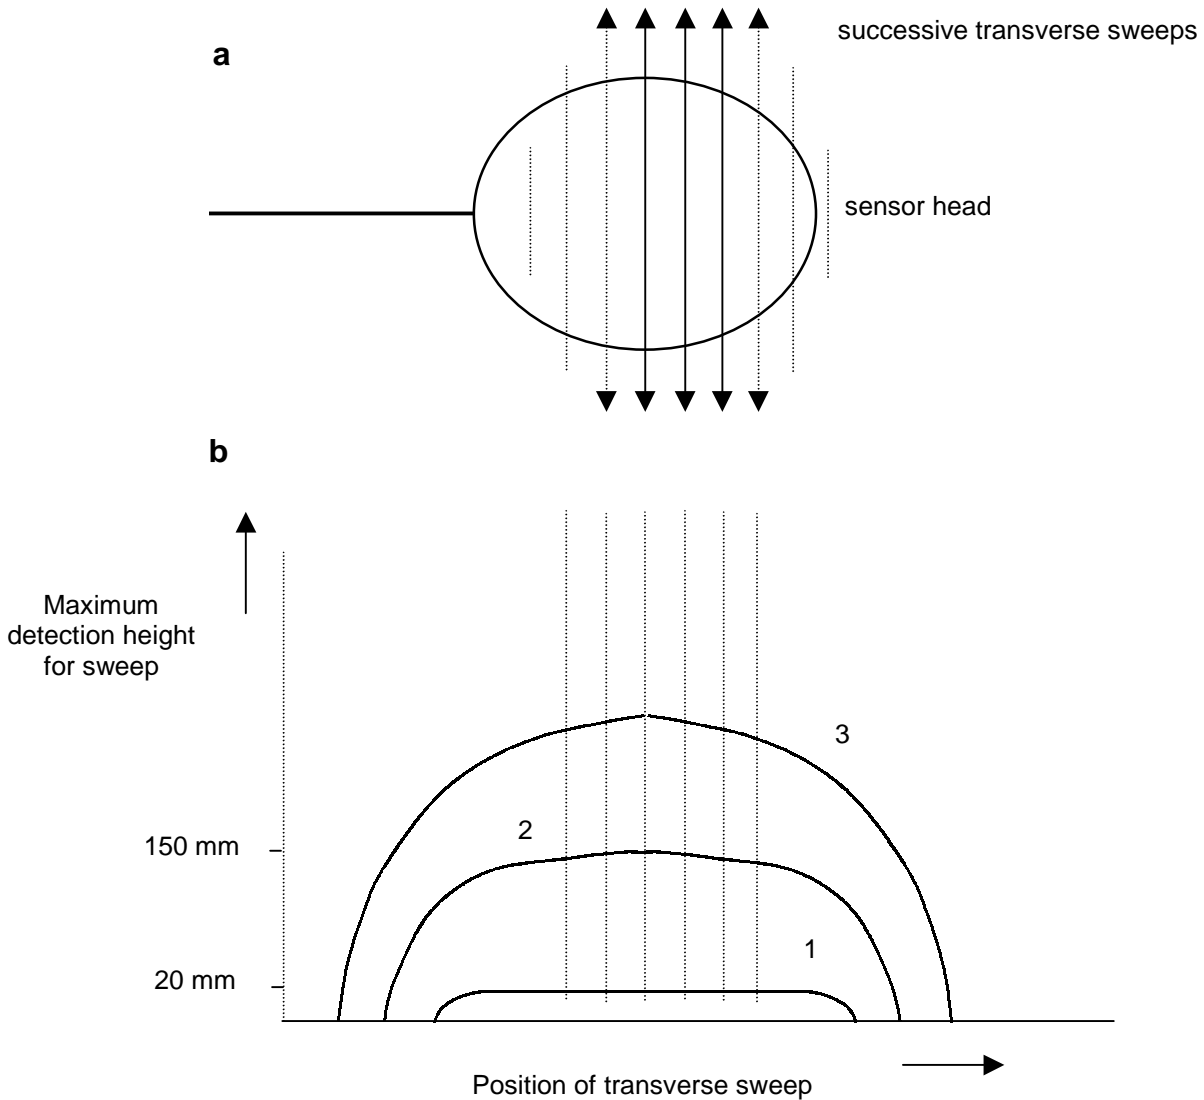 a
successive transverse sweeps
sensor head
b
Maximum
detection height
for sweep
3
2
150 mm
1
20 mm
Position of transverse sweep